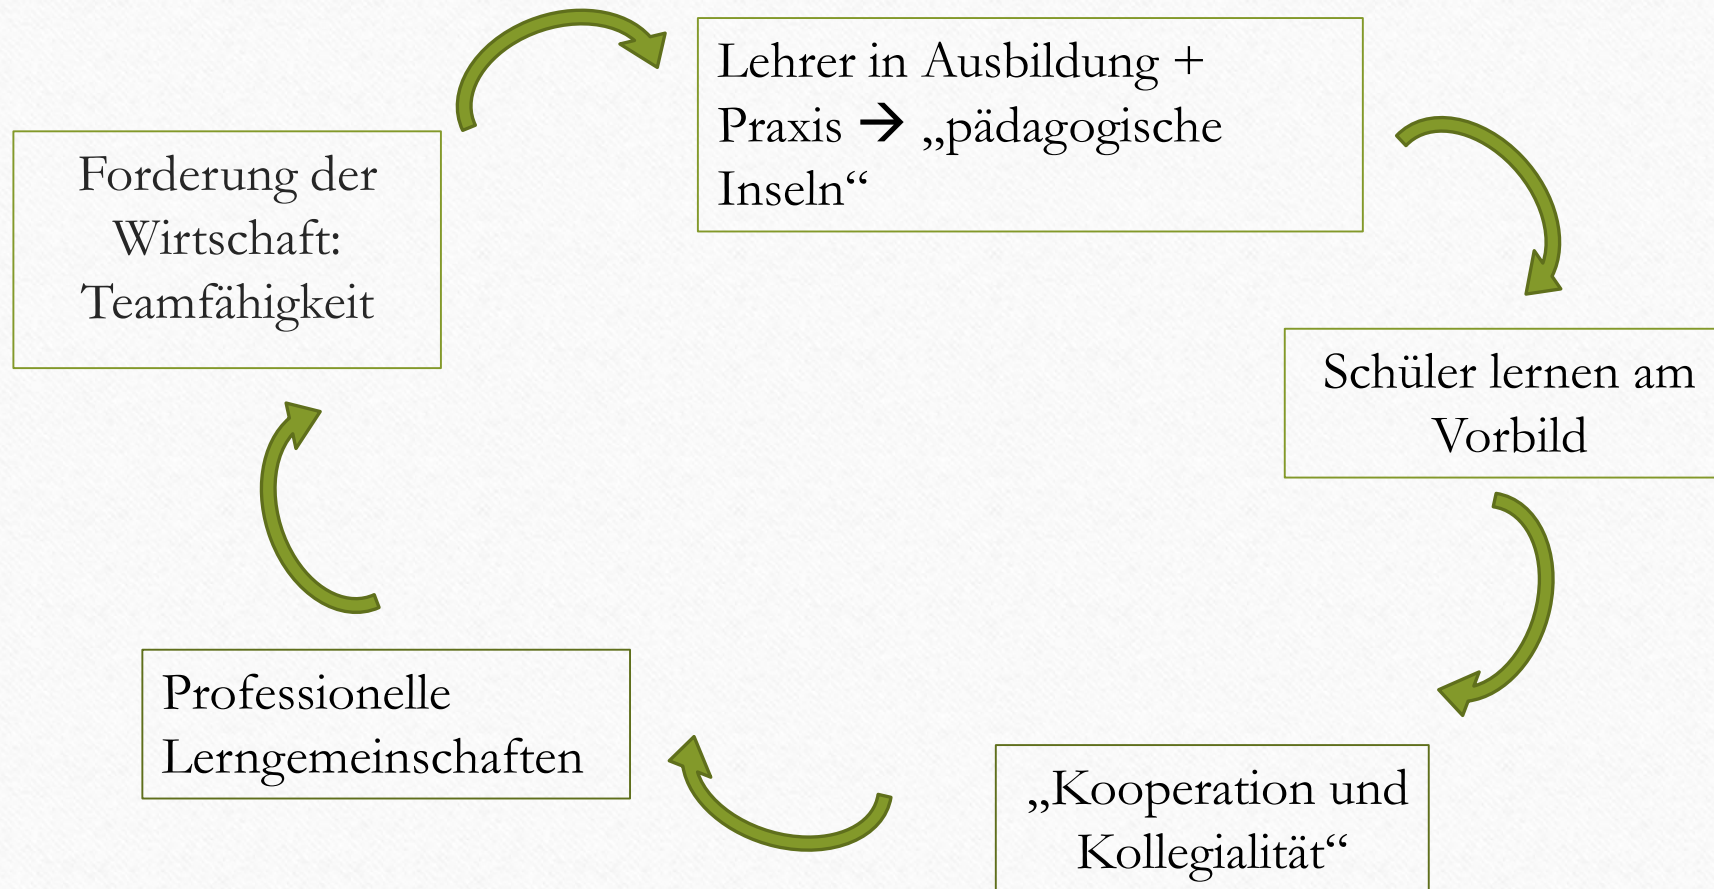 Lehrer in Ausbildung +
Praxis → „pädagogische
Inseln“
Forderung der
Wirtschaft:
Teamfähigkeit
Schüler lernen am
Vorbild
Professionelle
Lerngemeinschaften
„Kooperation und
Kollegialität“